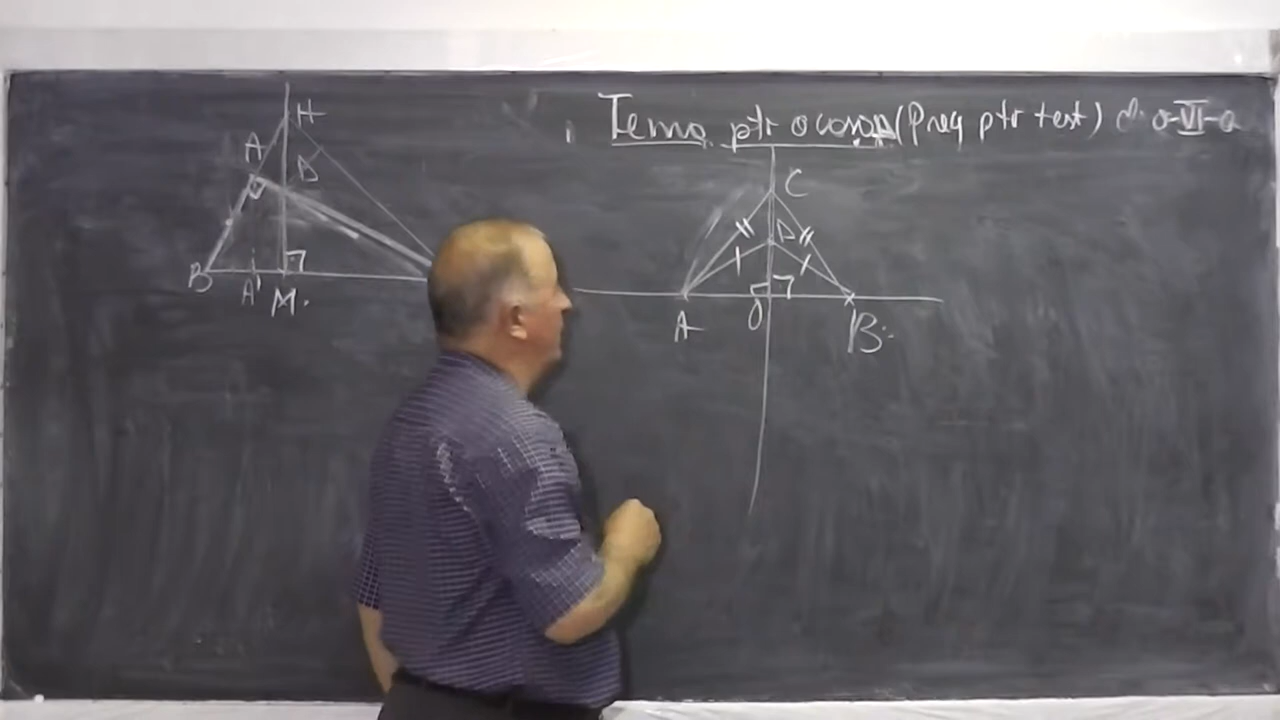 Tema ptr acasă (Preg ptr test) cl. a-VI-a
H
A
D
B
A'
M.
C
D
A
O
B